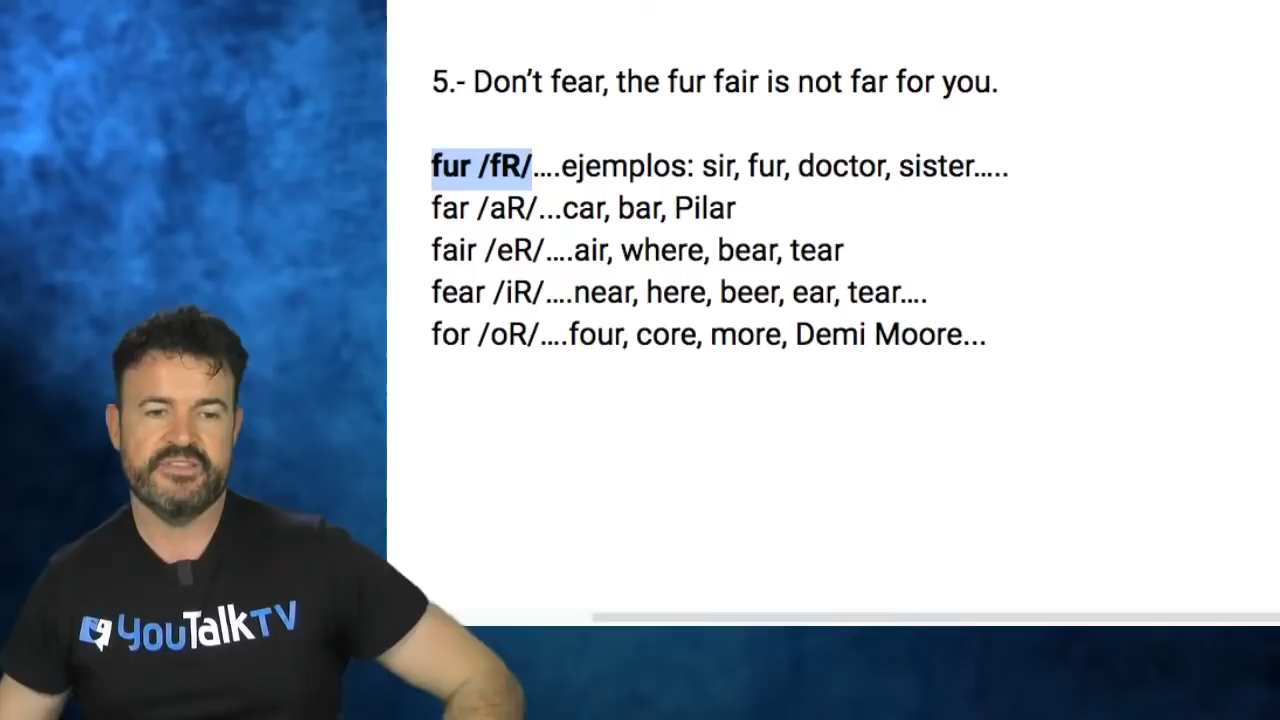 5.- Don’t fear, the fur fair is not far for you.
fur /fR/….ejemplos: sir, fur, doctor, sister…..
far /aR/…car, bar, Pilar
fair /eR/….air, where, bear, tear
fear /iR/….near, here, beer, ear, tear….
for /oR/….four, core, more, Demi Moore...
YouTalkTV